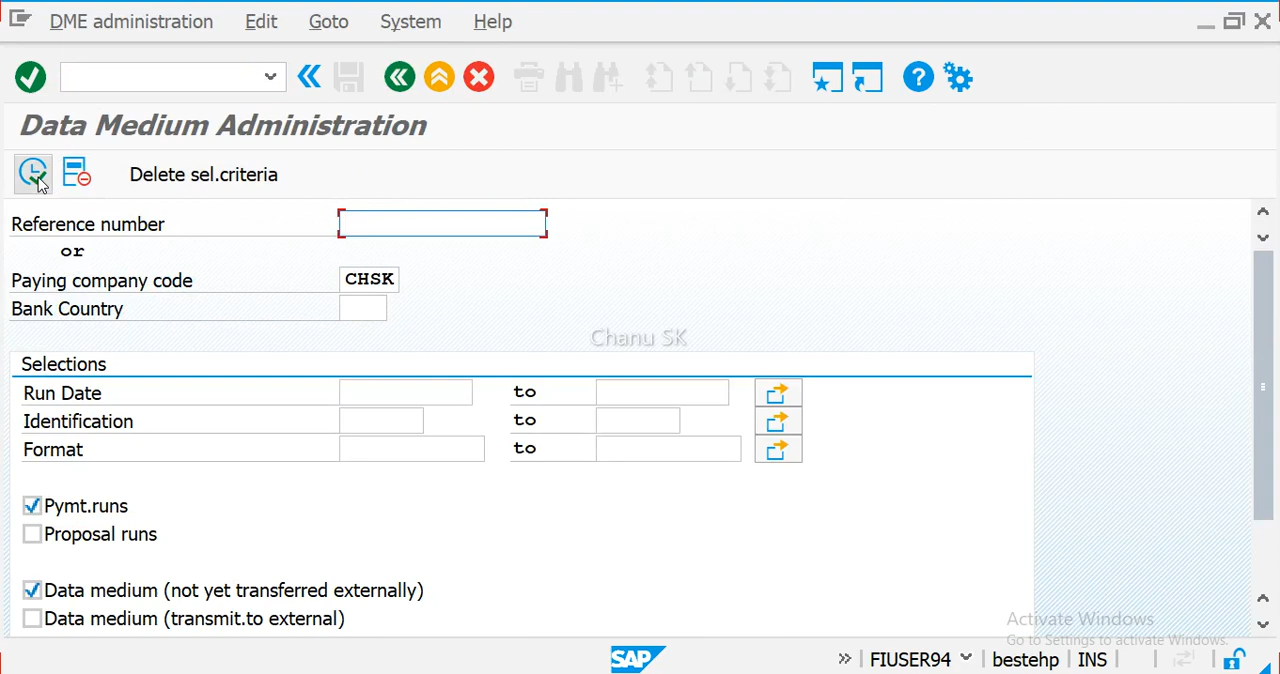 DME administration Edit Goto System Help
Data Medium Administration
Delete sel.criteria
Reference number
or
Paying company code CHSK
Bank Country
Chanu SK
Selections
Run Date to
Identification to
Format to
Pymt.runs
Proposal runs
Data medium (not yet transferred externally)
Data medium (transmit.to external)
Activate Windows
Go to Settings to activate Windows.
SAP FIUSER94 bestehp INS